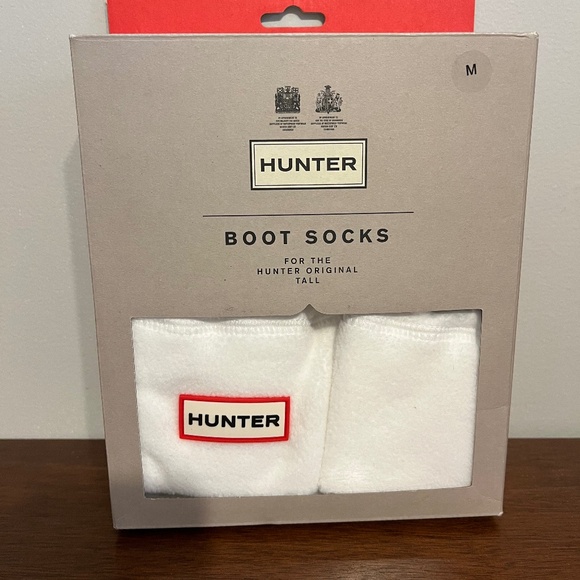 M
HUNTER
BOOT SOCKS
FOR THE
HUNTER ORIGINAL
TALL
HUNTER